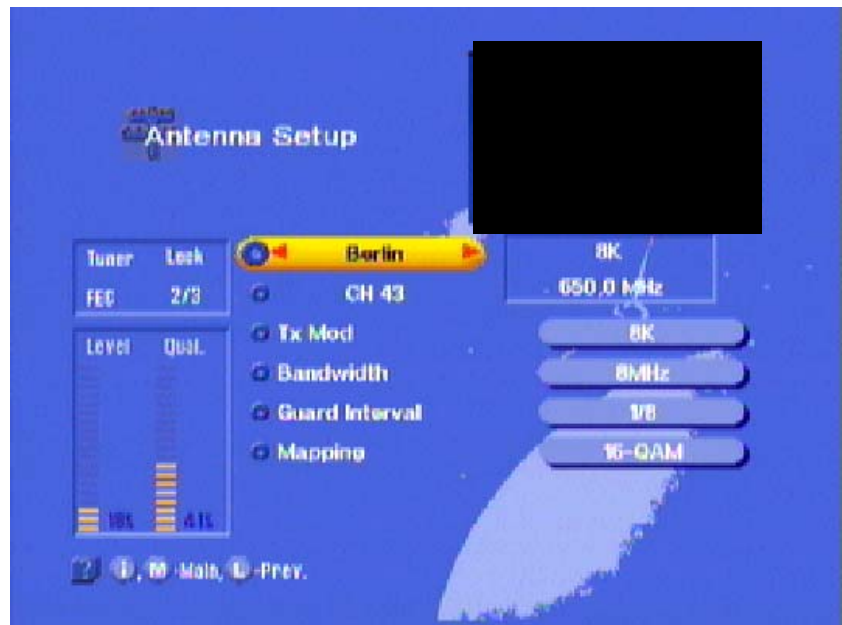 Antenna Setup
Tuner Lock
FEC 2/3
Berlin
CH 43
8K
650,0 MHz
Level Qual.
Tx Mod 8K
Bandwidth 8MHz
Guard Interval 1/8
Mapping 16-QAM
18% 41%
? i, M -Main, L -Prev.